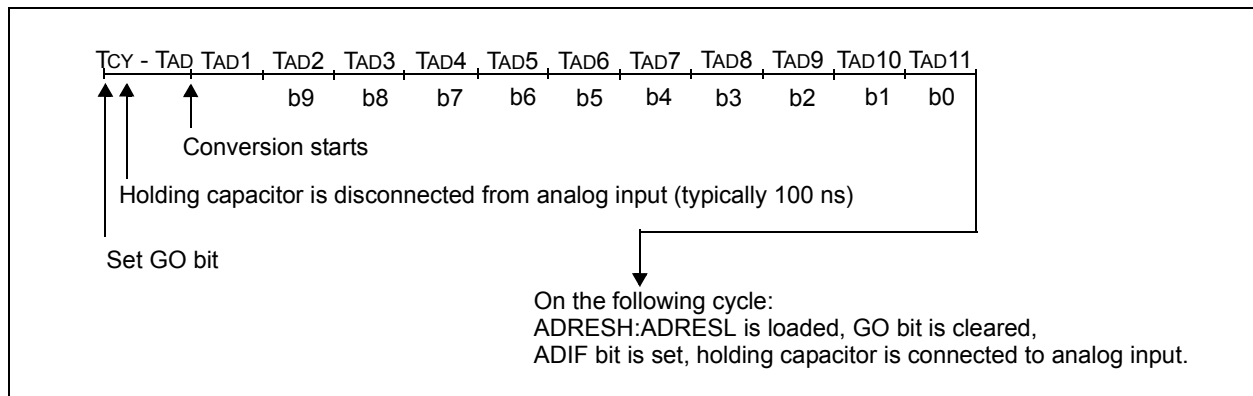 TCY - TAD TAD1 TAD2 TAD3 TAD4 TAD5 TAD6 TAD7 TAD8 TAD9 TAD10 TAD11
b9 b8 b7 b6 b5 b4 b3 b2 b1 b0
Conversion starts
Holding capacitor is disconnected from analog input (typically 100 ns)
Set GO bit
On the following cycle:
ADRESH:ADRESL is loaded, GO bit is cleared,
ADIF bit is set, holding capacitor is connected to analog input.